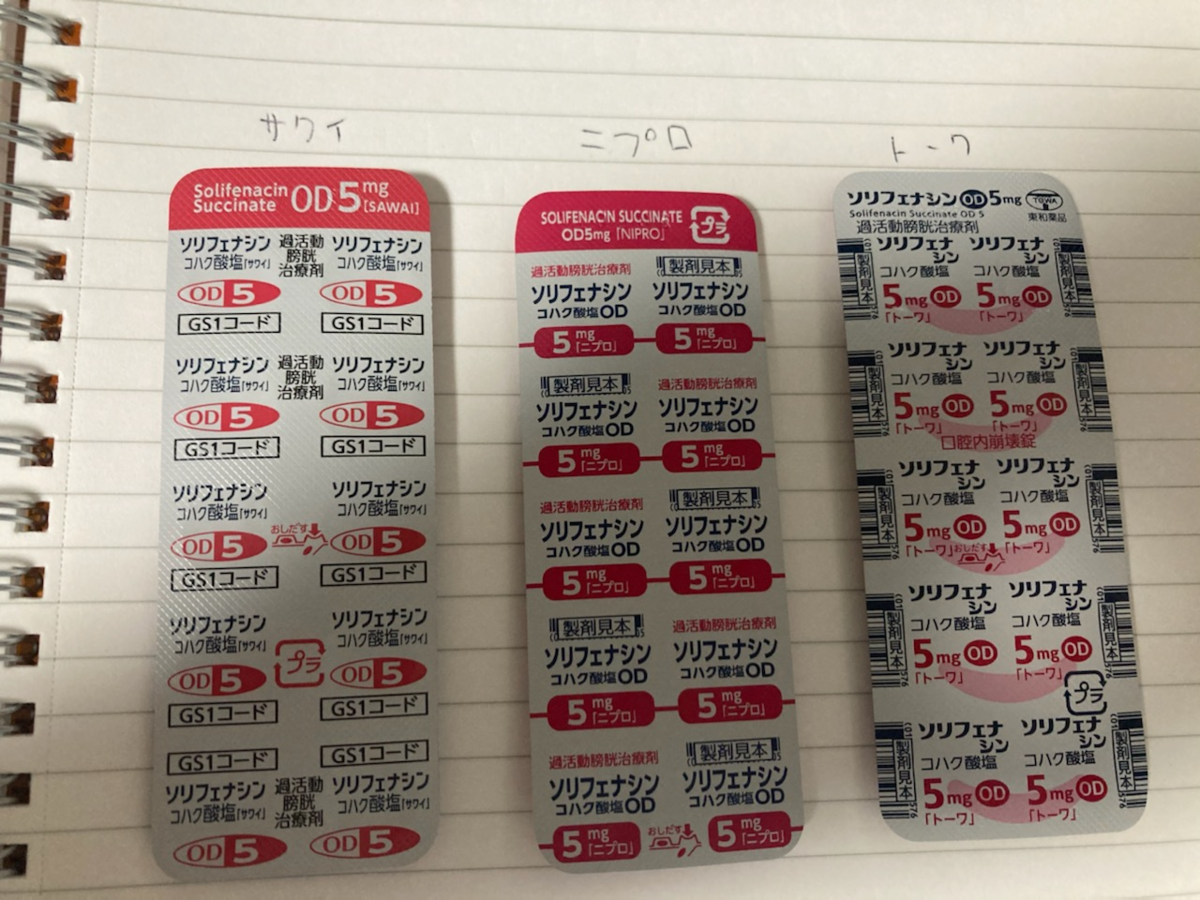 サワイ
ニプロ
トーワ
Solifenacin
Succinate
OD5mg
[SAWAI]
ソリフェナシン 過活動膀胱治療剤 ソリフェナシン
コハク酸塩「サワイ」 コハク酸塩「サワイ」
OD 5 OD 5
GS1コード GS1コード
ソリフェナシン 過活動膀胱治療剤 ソリフェナシン
コハク酸塩「サワイ」 コハク酸塩「サワイ」
OD 5 OD 5
GS1コード GS1コード
ソリフェナシン ソリフェナシン
コハク酸塩「サワイ」 コハク酸塩「サワイ」
OD 5 おしだす OD 5
GS1コード GS1コード
ソリフェナシン ソリフェナシン
コハク酸塩「サワイ」 コハク酸塩「サワイ」
OD 5 プラ OD 5
GS1コード GS1コード
GS1コード GS1コード
ソリフェナシン 過活動膀胱治療剤 ソリフェナシン
コハク酸塩「サワイ」 コハク酸塩「サワイ」
OD 5 OD 5
SOLIFENACIN SUCCINATE
OD5mg「NIPRO」 プラ
過活動膀胱治療剤 製剤見本
ソリフェナシン ソリフェナシン
コハク酸塩OD コハク酸塩OD
5mg「ニプロ」 5mg「ニプロ」
製剤見本 過活動膀胱治療剤
ソリフェナシン ソリフェナシン
コハク酸塩OD コハク酸塩OD
5mg「ニプロ」 5mg「ニプロ」
過活動膀胱治療剤 製剤見本
ソリフェナシン ソリフェナシン
コハク酸塩OD コハク酸塩OD
5mg「ニプロ」 5mg「ニプロ」
製剤見本 過活動膀胱治療剤
ソリフェナシン ソリフェナシン
コハク酸塩OD コハク酸塩OD
5mg「ニプロ」 5mg「ニプロ」
過活動膀胱治療剤 製剤見本
ソリフェナシン ソリフェナシン
コハク酸塩OD コハク酸塩OD
5mg「ニプロ」 おしだす 5mg「ニプロ」
ソリフェナシンOD5mg TOWA
Solifenacin Succinate OD 5 東和薬品
過活動膀胱治療剤
製剤見本 ソリフェナシン ソリフェナシン 製剤見本
コハク酸塩 コハク酸塩
5mg OD 5mg OD
「トーワ」 「トーワ」
製剤見本 ソリフェナシン ソリフェナシン 製剤見本
コハク酸塩 コハク酸塩
5mg OD 5mg OD
「トーワ」 「トーワ」
口腔内崩壊錠
製剤見本 ソリフェナシン ソリフェナシン 製剤見本
コハク酸塩 コハク酸塩
5mg OD 5mg OD
「トーワ」 おしだす 「トーワ」
製剤見本 ソリフェナシン ソリフェナシン 製剤見本
コハク酸塩 コハク酸塩
5mg OD 5mg OD
「トーワ」 「トーワ」
プラ
製剤見本 ソリフェナシン ソリフェナシン 製剤見本
コハク酸塩 コハク酸塩
5mg OD 5mg OD
「トーワ」 「トーワ」